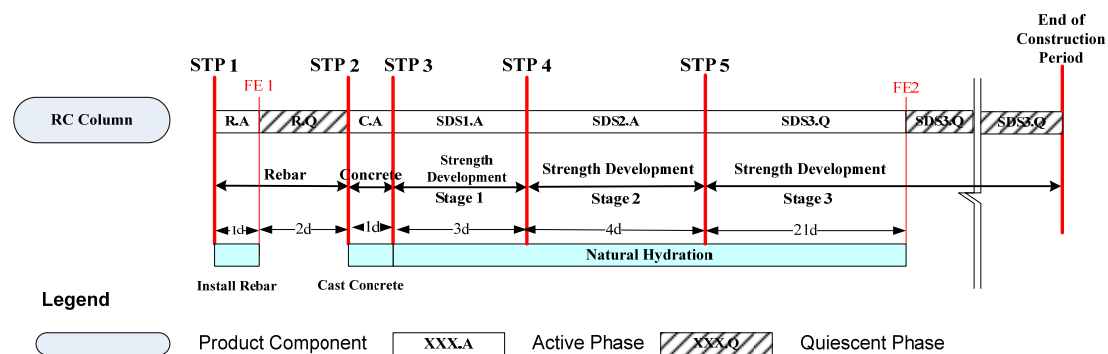 End of
Construction
Period
STP 1
STP 2
STP 3
STP 4
STP 5
FE 1
FE2
RC Column
R.A
R.Q
C.A
SDS1.A
SDS2.A
SDS3.Q
SDS3.Q
SDS3.Q
Rebar
Concrete
Strength
Development
Stage 1
Strength Development
Stage 2
Strength Development
Stage 3
1d
2d
1d
3d
4d
21d
Natural Hydration
Install Rebar
Cast Concrete
Legend
Product Component
XXX.A
Active Phase
XXX.Q
Quiescent Phase